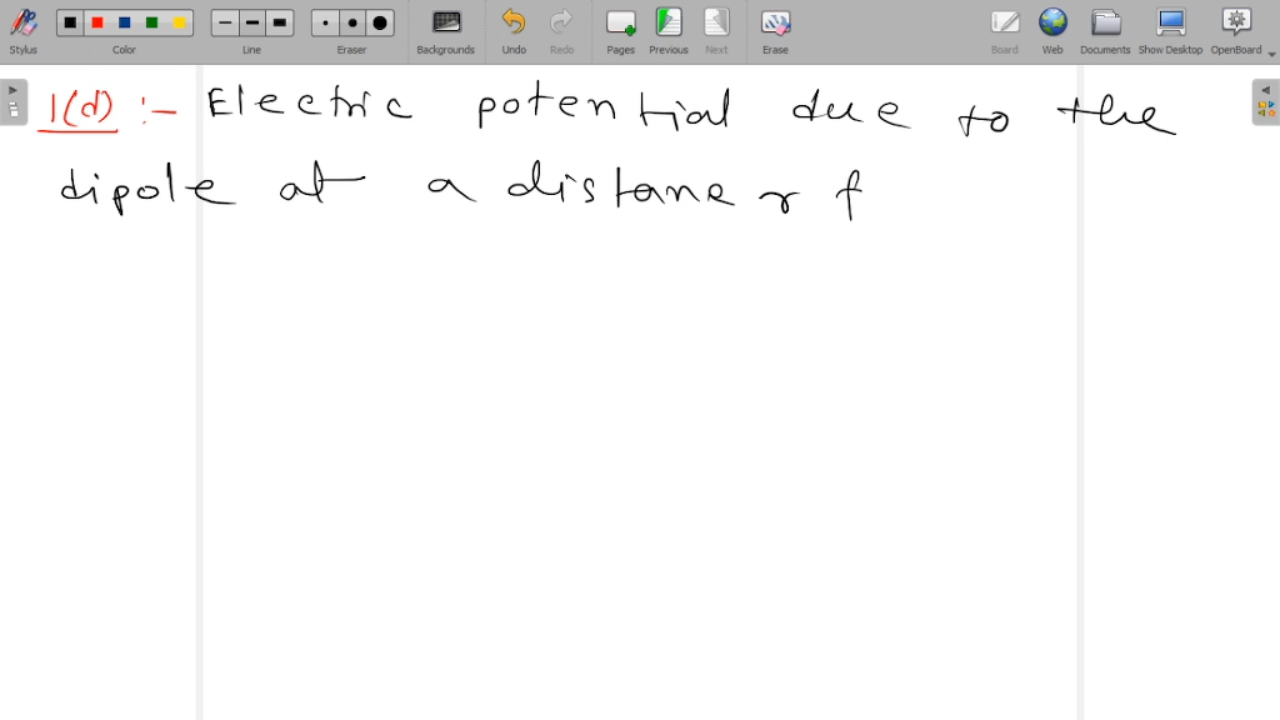 Stylus Color Line Eraser Backgrounds Undo Redo Pages Previous Next Erase Board Web Documents Show Desktop OpenBoard
1(d) :- Electric potential due to the
dipole at a distane r f